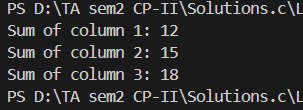 PS D:\TA sem2 CP-II\Solutions.c\L
Sum of column 1: 12
Sum of column 2: 15
Sum of column 3: 18
PS D:\TA sem2 CP-II\Solutions.c\L